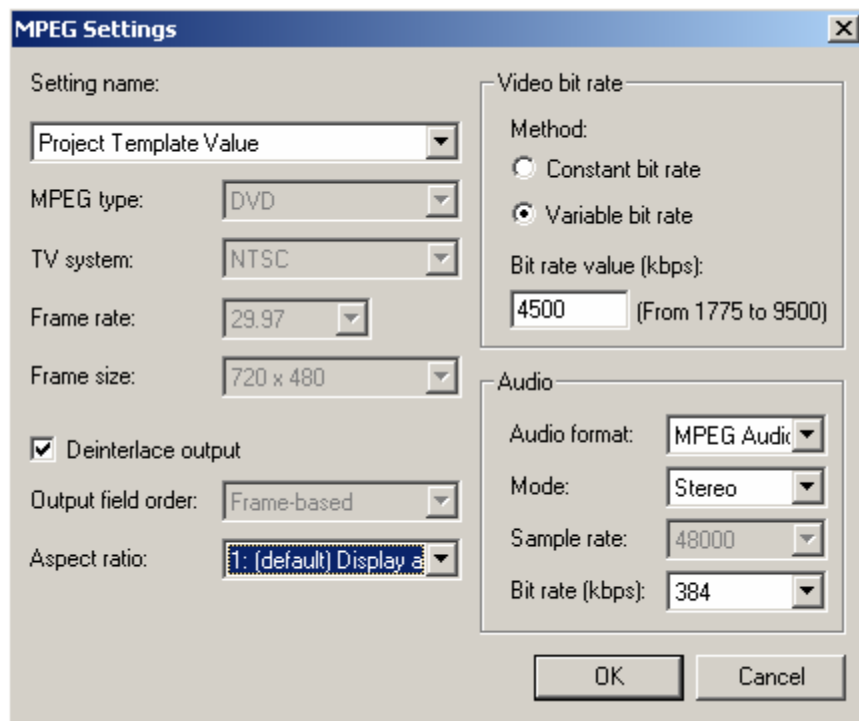 MPEG Settings
Setting name:
Project Template Value
MPEG type: DVD
TV system: NTSC
Frame rate: 29.97
Frame size: 720 x 480
Deinterlace output
Output field order: Frame-based
Aspect ratio: 1: (default) Display a
Video bit rate
Method:
Constant bit rate
Variable bit rate
Bit rate value (kbps):
4500 (From 1775 to 9500)
Audio
Audio format: MPEG Audic
Mode: Stereo
Sample rate: 48000
Bit rate (kbps): 384
OK Cancel